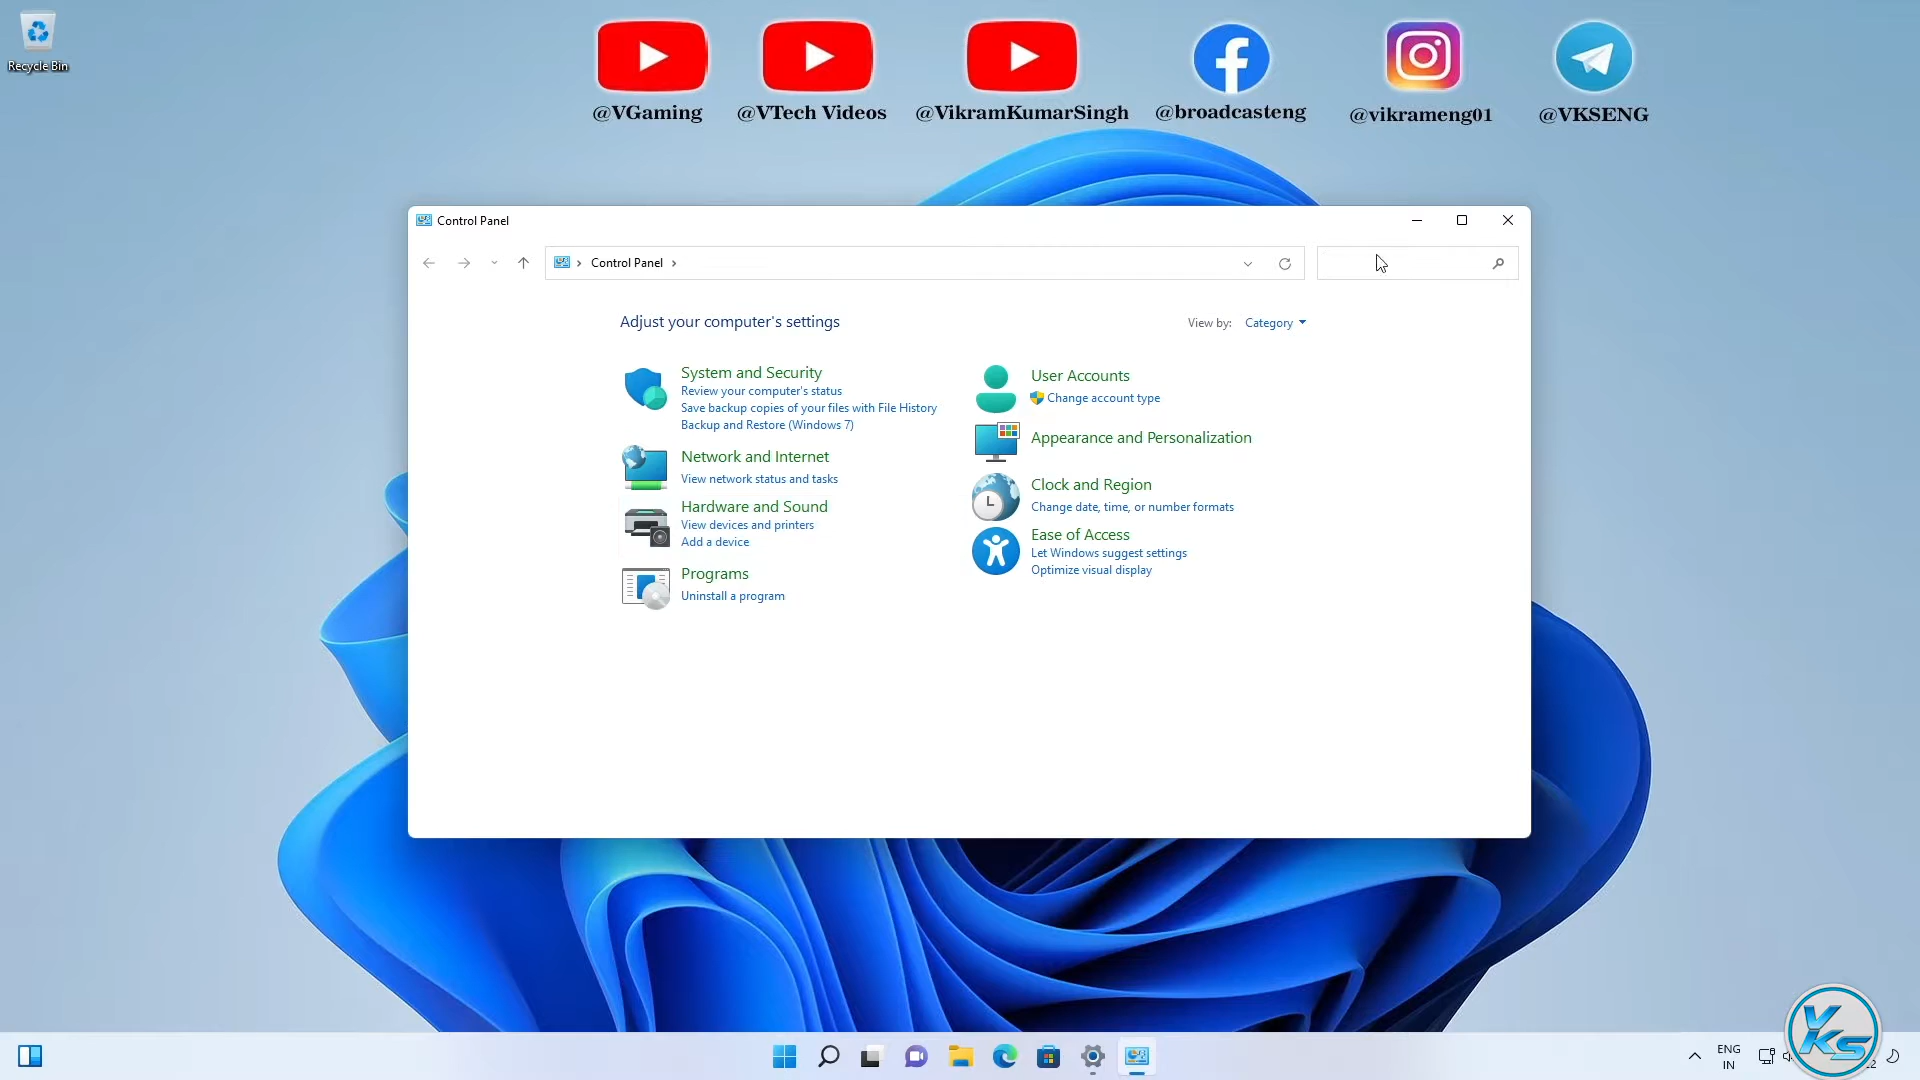 Recycle Bin
@VGaming
@VTech Videos
@VikramKumarSingh
@broadcasteng
@vikrameng01
@VKSENG
Control Panel
Control Panel
Adjust your computer's settings
View by: Category
System and Security
Review your computer's status
Save backup copies of your files with File History
Backup and Restore (Windows 7)
Network and Internet
View network status and tasks
Hardware and Sound
View devices and printers
Add a device
Programs
Uninstall a program
User Accounts
Change account type
Appearance and Personalization
Clock and Region
Change date, time, or number formats
Ease of Access
Let Windows suggest settings
Optimize visual display
ENG
IN
VKS